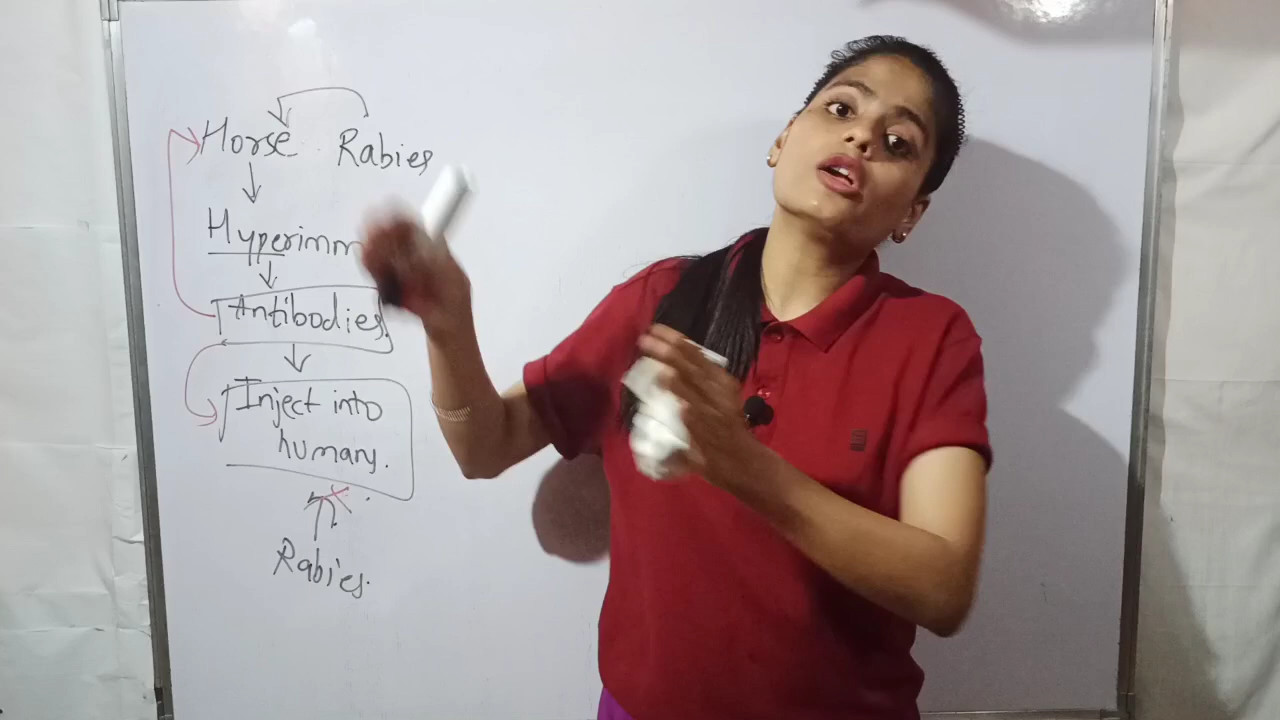 Horse Rabies
Hyperimm
Antibodies
Inject into
humans.
Rabies.